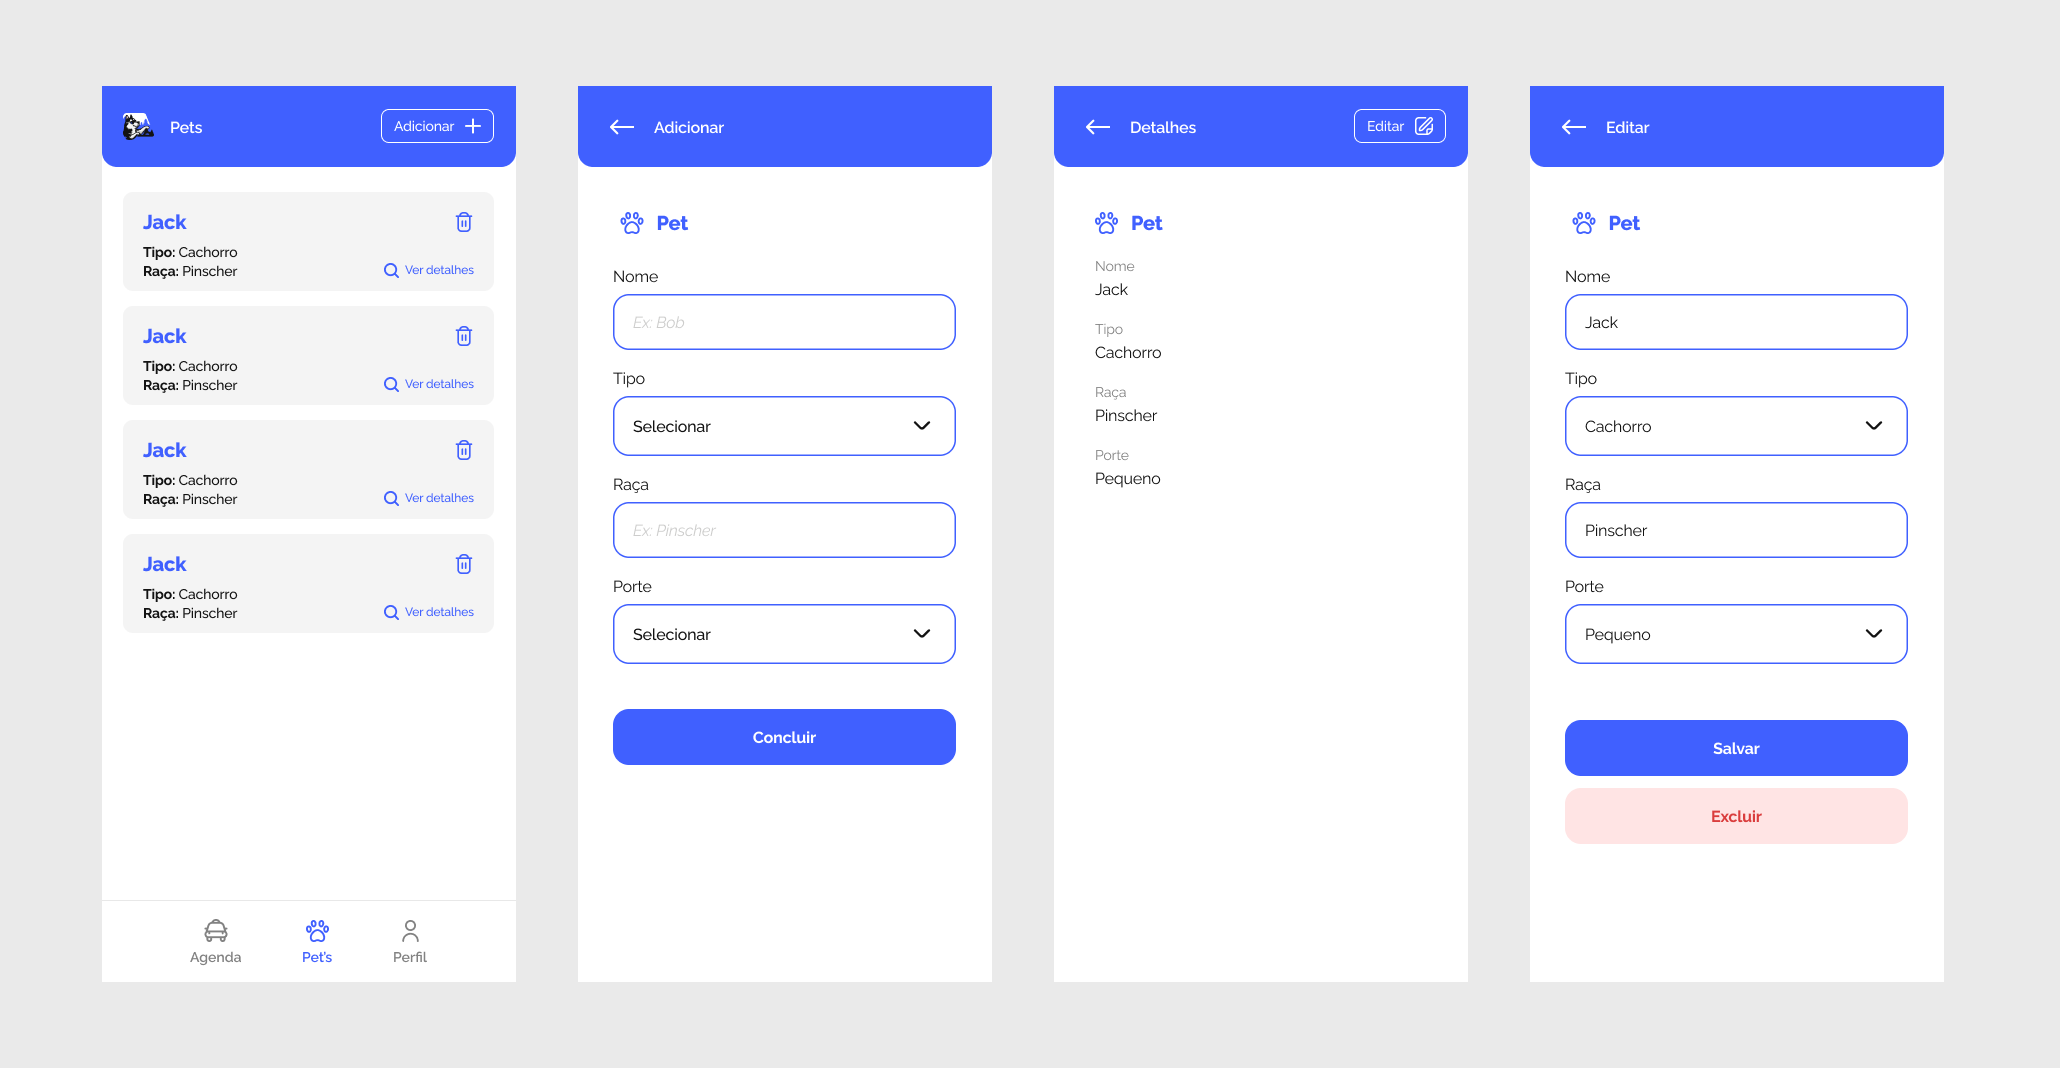 Pets
Adicionar
Jack
Tipo: Cachorro
Raça: Pinscher
Ver detalhes
Jack
Tipo: Cachorro
Raça: Pinscher
Ver detalhes
Jack
Tipo: Cachorro
Raça: Pinscher
Ver detalhes
Jack
Tipo: Cachorro
Raça: Pinscher
Ver detalhes
Agenda
Pet's
Perfil
Adicionar
Pet
Nome
Ex: Bob
Tipo
Selecionar
Raça
Ex: Pinscher
Porte
Selecionar
Concluir
Detalhes
Editar
Pet
Nome
Jack
Tipo
Cachorro
Raça
Pinscher
Porte
Pequeno
Editar
Pet
Nome
Jack
Tipo
Cachorro
Raça
Pinscher
Porte
Pequeno
Salvar
Excluir